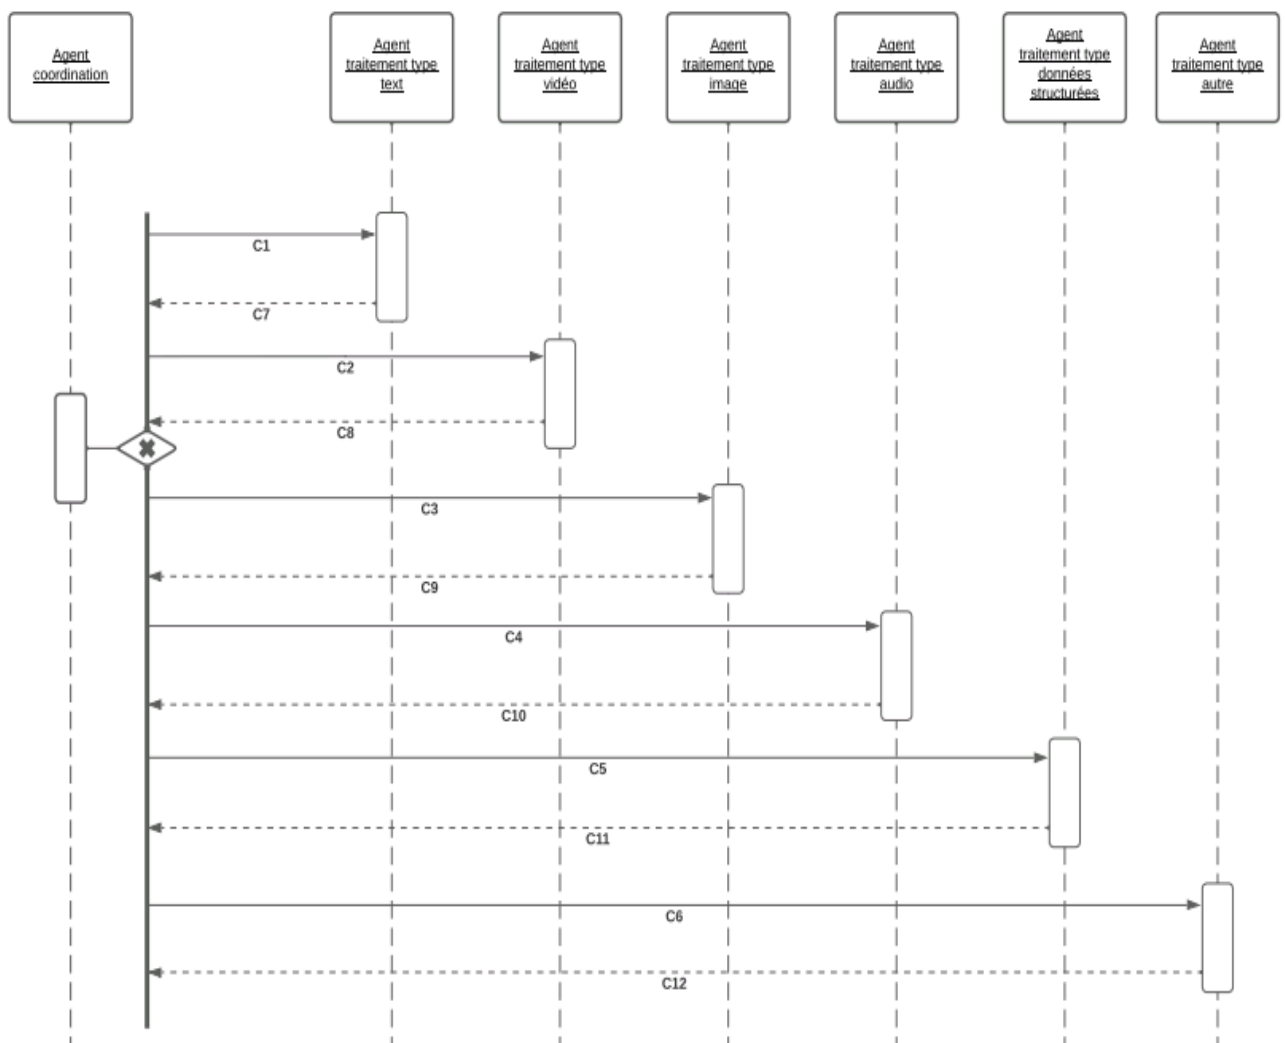 Agent
coordination
Agent
traitement type
text
Agent
traitement type
vidéo
Agent
traitement type
image
Agent
traitement type
audio
Agent
traitement type
données
structurées
Agent
traitement type
autre
C1
C7
C2
C8
C3
C9
C4
C10
C5
C11
C6
C12